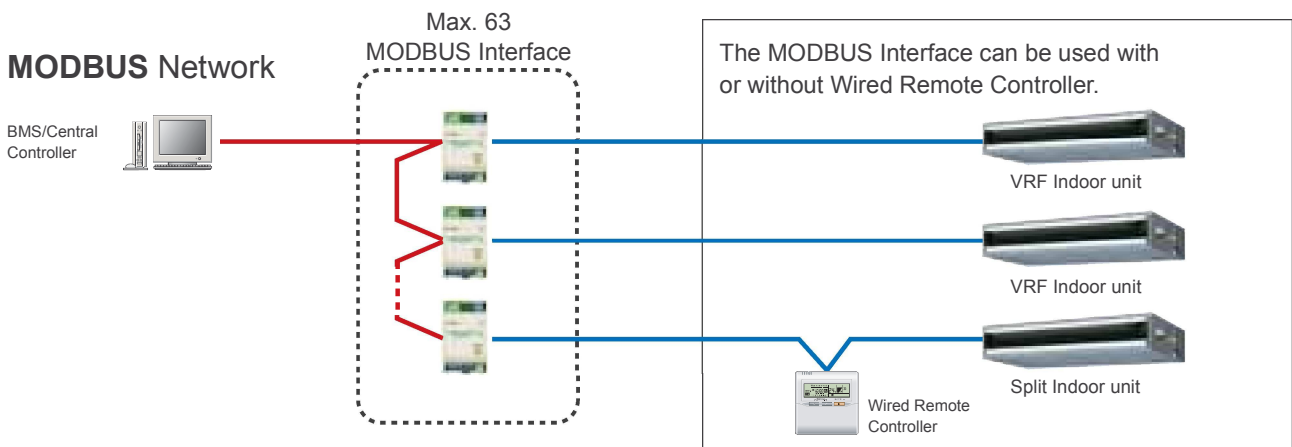 Max. 63
MODBUS Interface
MODBUS Network
BMS/Central
Controller
The MODBUS Interface can be used with
or without Wired Remote Controller.
VRF Indoor unit
VRF Indoor unit
Split Indoor unit
Wired Remote
Controller